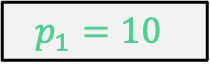 p₁ = 10